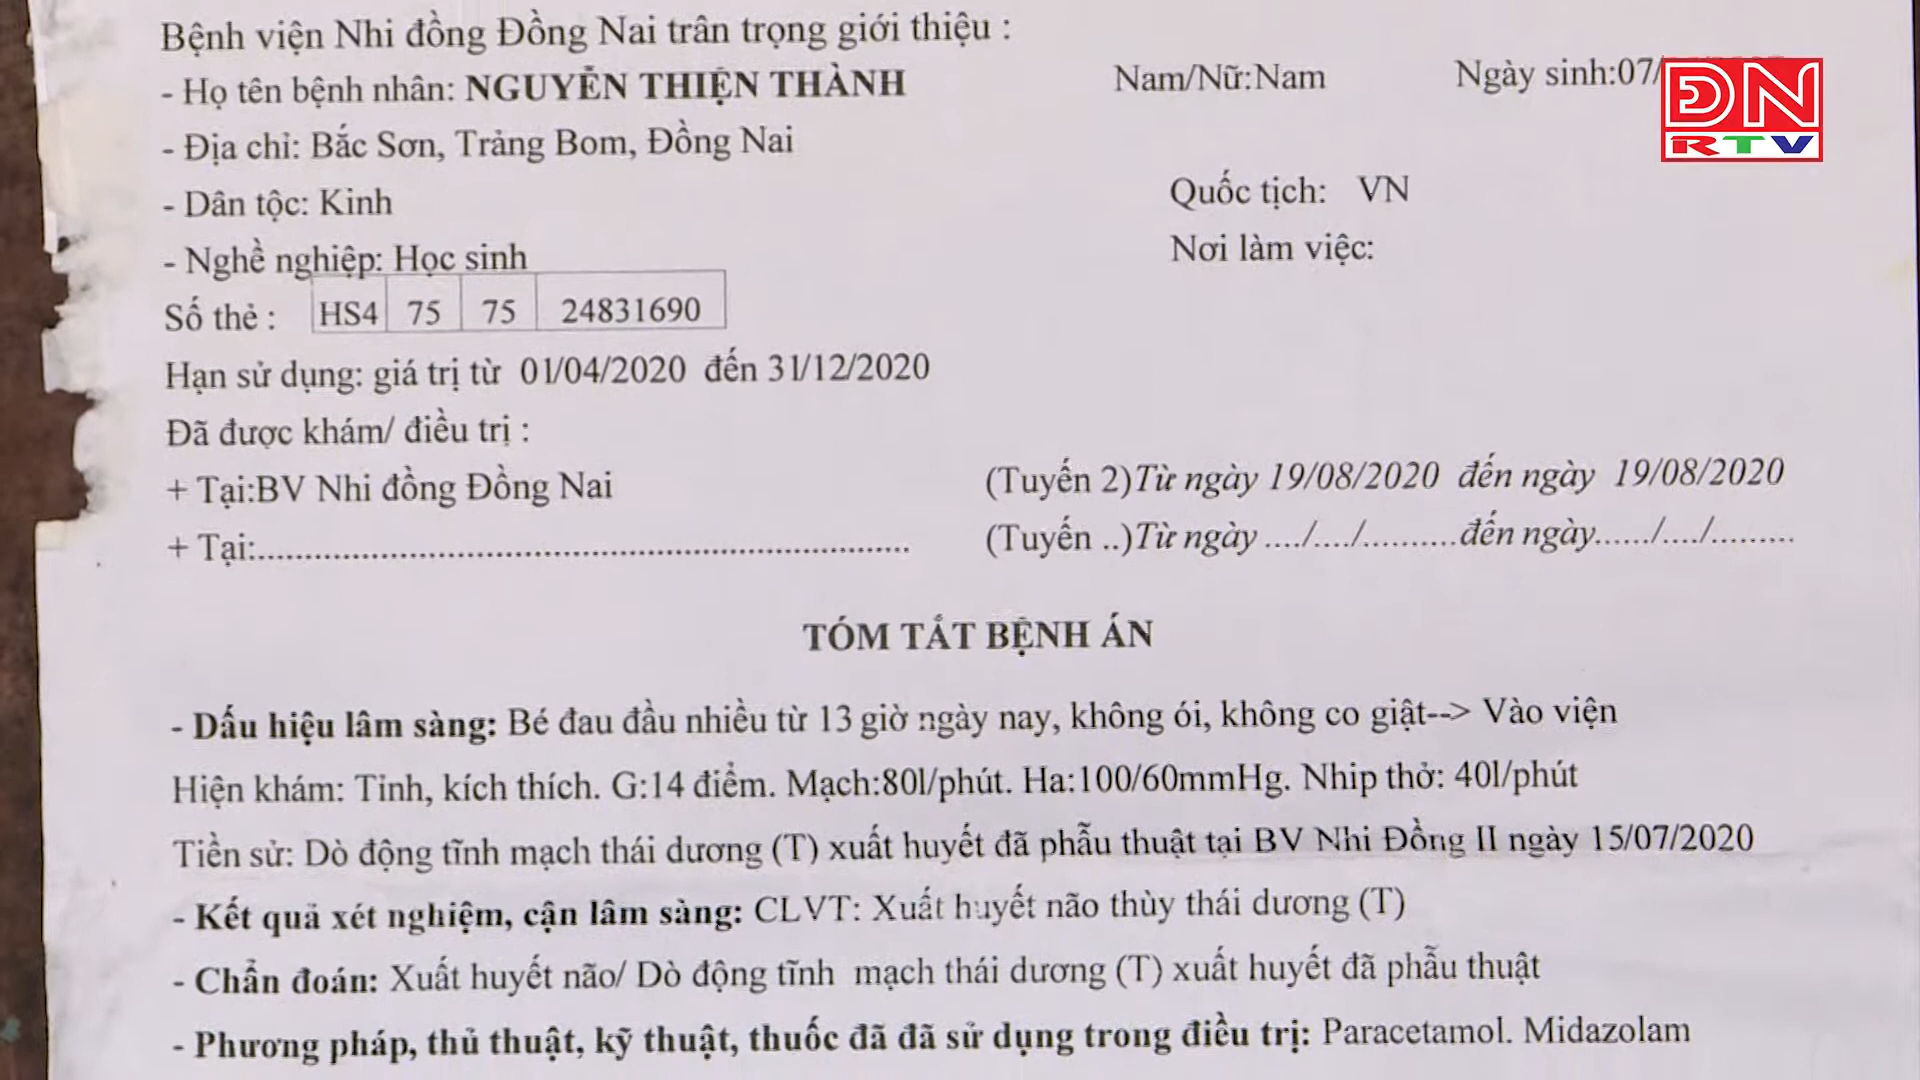 Bệnh viện Nhi đồng Đồng Nai trân trọng giới thiệu :
- Họ tên bệnh nhân: NGUYỄN THIỆN THÀNH Nam/Nữ:Nam Ngày sinh:07/
ĐN
RTV
- Địa chỉ: Bắc Sơn, Trảng Bom, Đồng Nai
- Dân tộc: Kinh Quốc tịch: VN
- Nghề nghiệp: Học sinh Nơi làm việc:
Số thẻ : HS4 75 75 24831690
Hạn sử dụng: giá trị từ 01/04/2020 đến 31/12/2020
Đã được khám/ điều trị :
+ Tại:BV Nhi đồng Đồng Nai (Tuyến 2)Từ ngày 19/08/2020 đến ngày 19/08/2020
+ Tại:.................................................................. (Tuyến ..)Từ ngày ..../..../..........đến ngày....../..../.........
TÓM TẮT BỆNH ÁN
- Dấu hiệu lâm sàng: Bé đau đầu nhiều từ 13 giờ ngày nay, không ói, không co giật--> Vào viện
Hiện khám: Tỉnh, kích thích. G:14 điểm. Mạch:80l/phút. Ha:100/60mmHg. Nhip thở: 40l/phút
Tiền sử: Dò động tĩnh mạch thái dương (T) xuất huyết đã phẫu thuật tại BV Nhi Đồng II ngày 15/07/2020
- Kết quả xét nghiệm, cận lâm sàng: CLVT: Xuất huyết não thùy thái dương (T)
- Chẩn đoán: Xuất huyết não/ Dò động tĩnh mạch thái dương (T) xuất huyết đã phẫu thuật
- Phương pháp, thủ thuật, kỹ thuật, thuốc đã đã sử dụng trong điều trị: Paracetamol. Midazolam